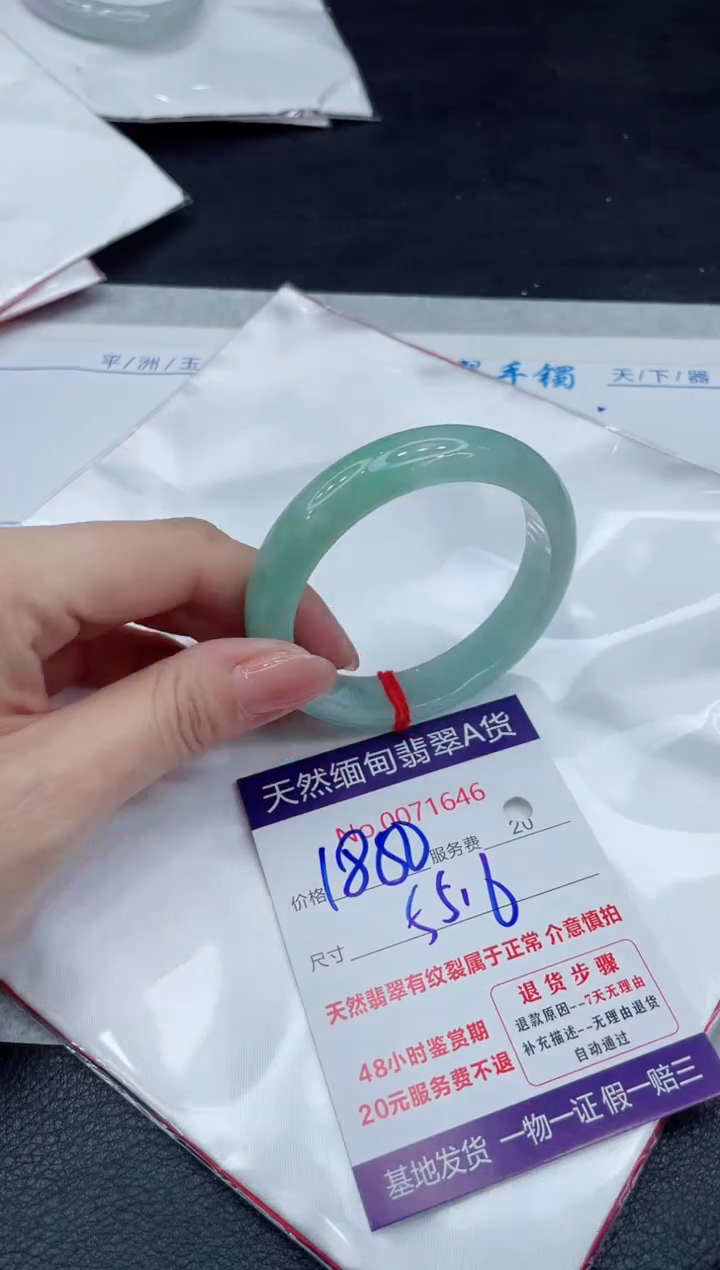 平/洲/玉
手镯
天/下/器
天然缅甸翡翠A货
No.0071646
价格 1880 服务费 20
尺寸 55.6
天然翡翠有纹裂属于正常 介意慎拍
48小时鉴赏期
20元服务费不退
退货步骤
退款原因--7天无理由
补充描述--无理由退货
自动通过
基地发货 一物一证 假一赔三